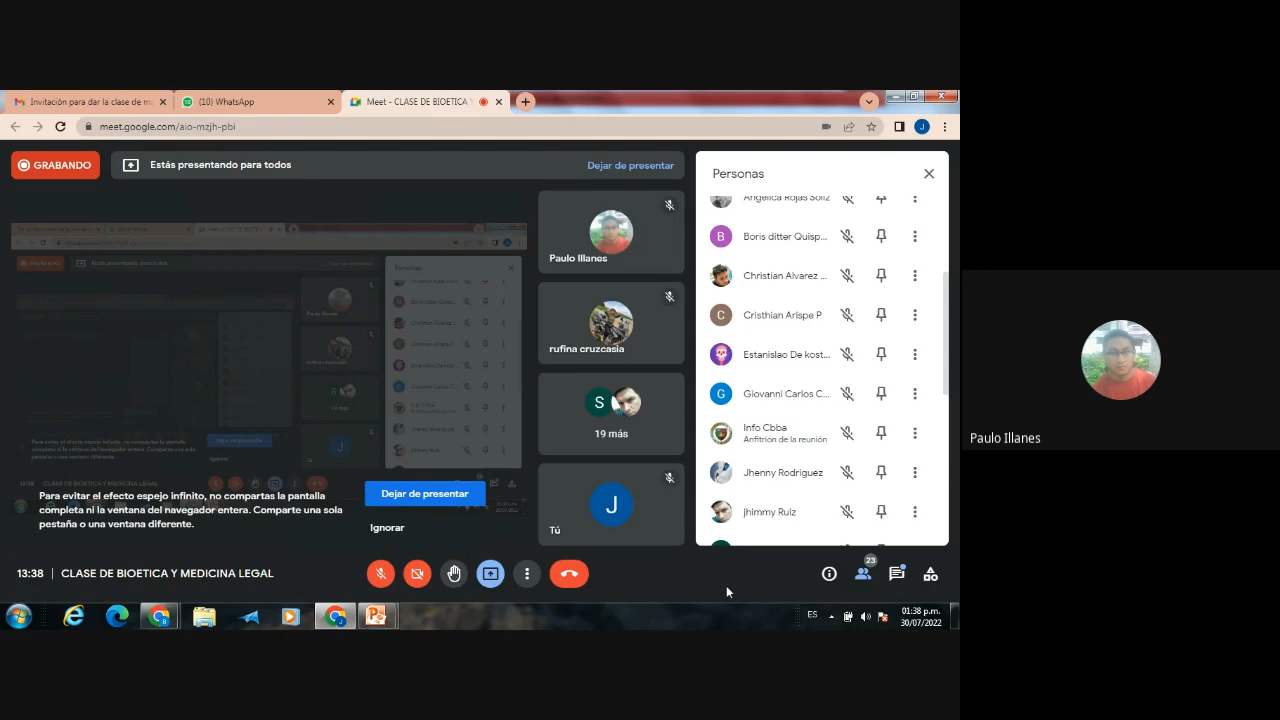 Invitación para dar la clase de ma
(10) WhatsApp
Meet - CLASE DE BIOETICA Y
meet.google.com/aio-mzjh-pbi
J
GRABANDO
Estás presentando para todos
Dejar de presentar
Personas
Angelica Rojas Soliz
B
Boris ditter Quisp...
Christian Alvarez ...
C
Cristhian Arispe P
Estanislao De kost...
G
Giovanni Carlos C...
Info Cbba
Anfitrión de la reunión
Jhenny Rodriguez
jhimmy Ruiz
Paulo Illanes
rufina cruzcasia
S
19 más
J
Tú
Para evitar el efecto espejo infinito, no compartas la pantalla
completa ni la ventana del navegador entera. Comparte una sola
pestaña o una ventana diferente.
Dejar de presentar
Ignorar
13:38 | CLASE DE BIOETICA Y MEDICINA LEGAL
23
ES
01:38 p.m.
30/07/2022
Paulo Illanes